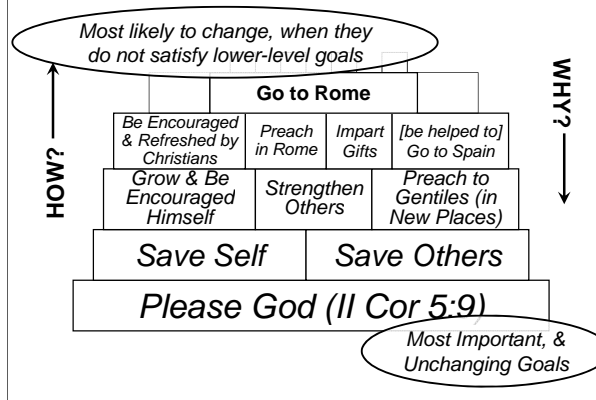 Most likely to change, when they
do not satisfy lower-level goals
HOW?
WHY?
Go to Rome
Be Encouraged
& Refreshed by
Christians
Preach
in Rome
Impart
Gifts
[be helped to]
Go to Spain
Grow & Be
Encouraged
Himself
Strengthen
Others
Preach to
Gentiles (in
New Places)
Save Self
Save Others
Please God (II Cor 5:9)
Most Important, &
Unchanging Goals